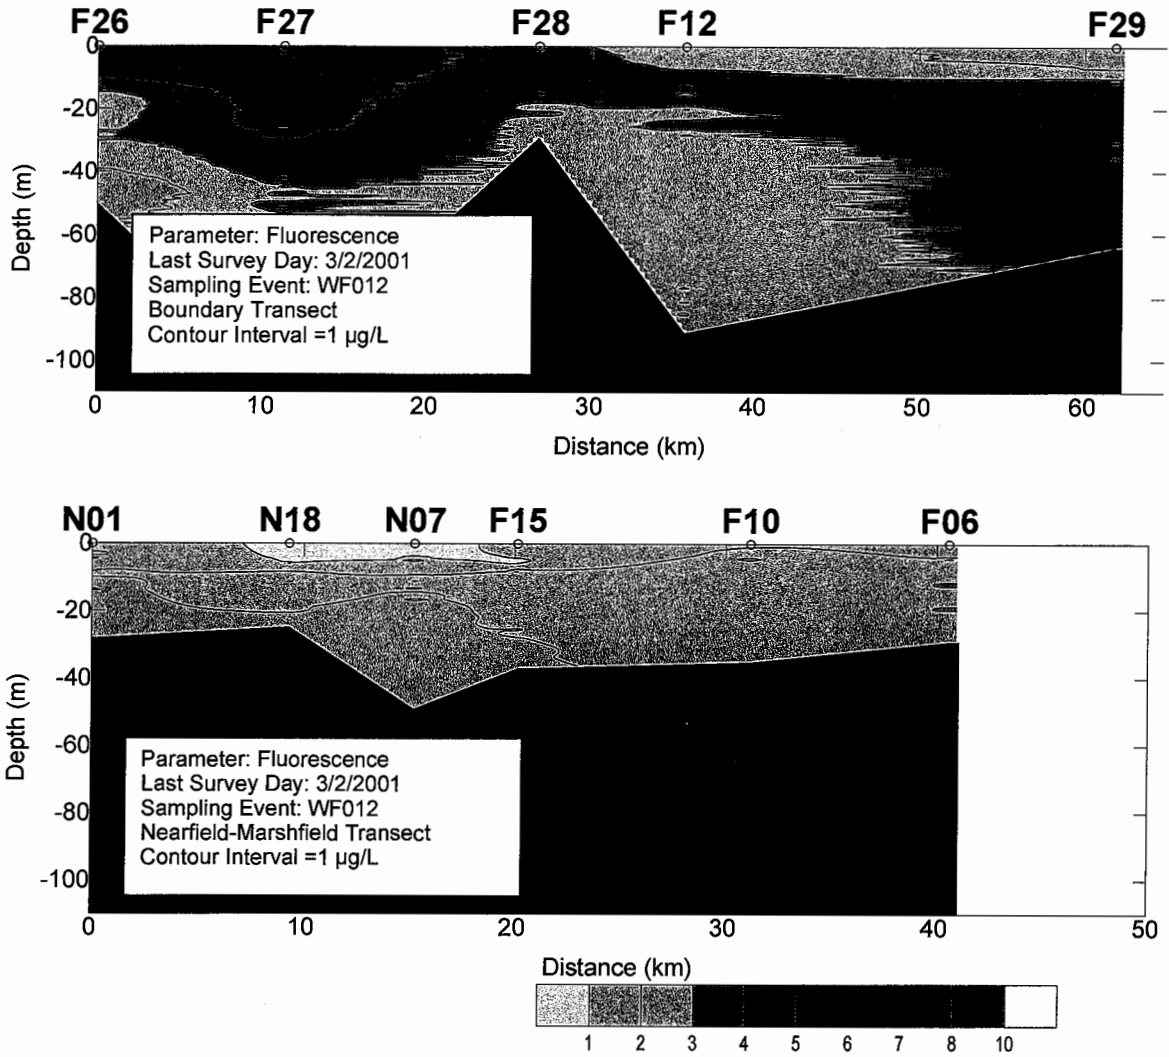 F26 F27 F28 F12 F29
0
-20
-40
-60
-80
-100
Depth (m)
Parameter: Fluorescence
Last Survey Day: 3/2/2001
Sampling Event: WF012
Boundary Transect
Contour Interval =1 µg/L
0 10 20 30 40 50 60
Distance (km)
N01 N18 N07 F15 F10 F06
0
-20
-40
-60
-80
-100
Depth (m)
Parameter: Fluorescence
Last Survey Day: 3/2/2001
Sampling Event: WF012
Nearfield-Marshfield Transect
Contour Interval =1 µg/L
0 10 20 30 40 50
Distance (km)
1 2 3 4 5 6 7 8 10